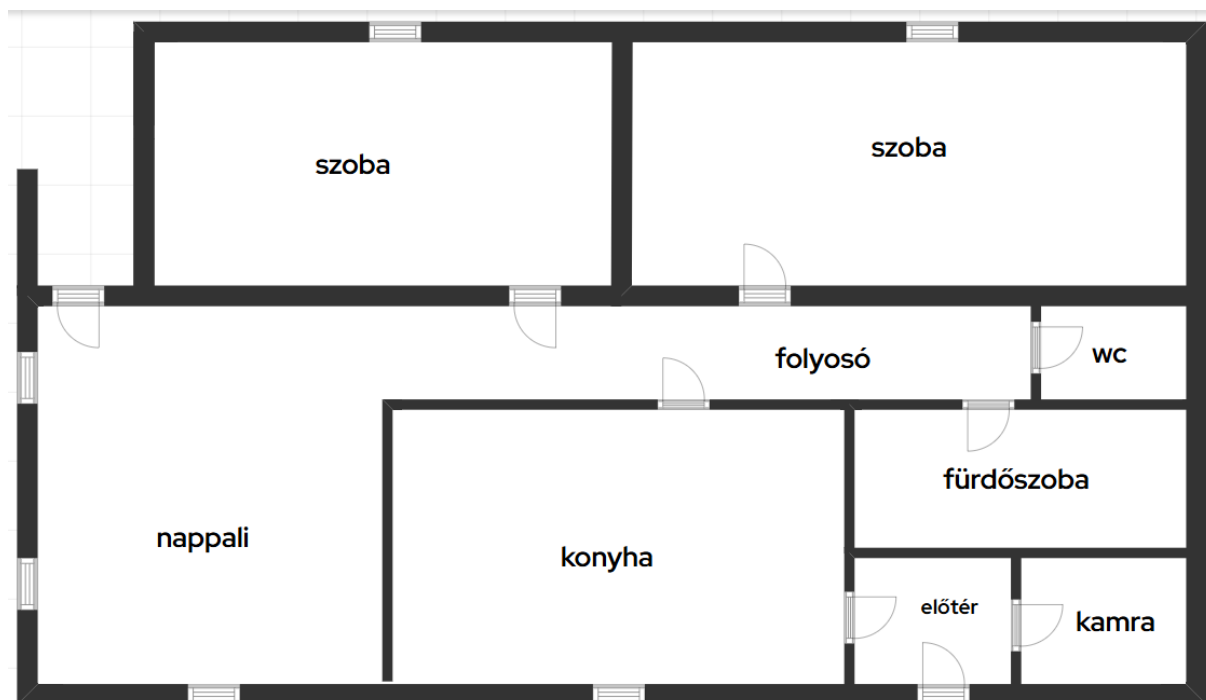 szoba
szoba
folyosó
wc
fürdőszoba
nappali
konyha
előtér
kamra